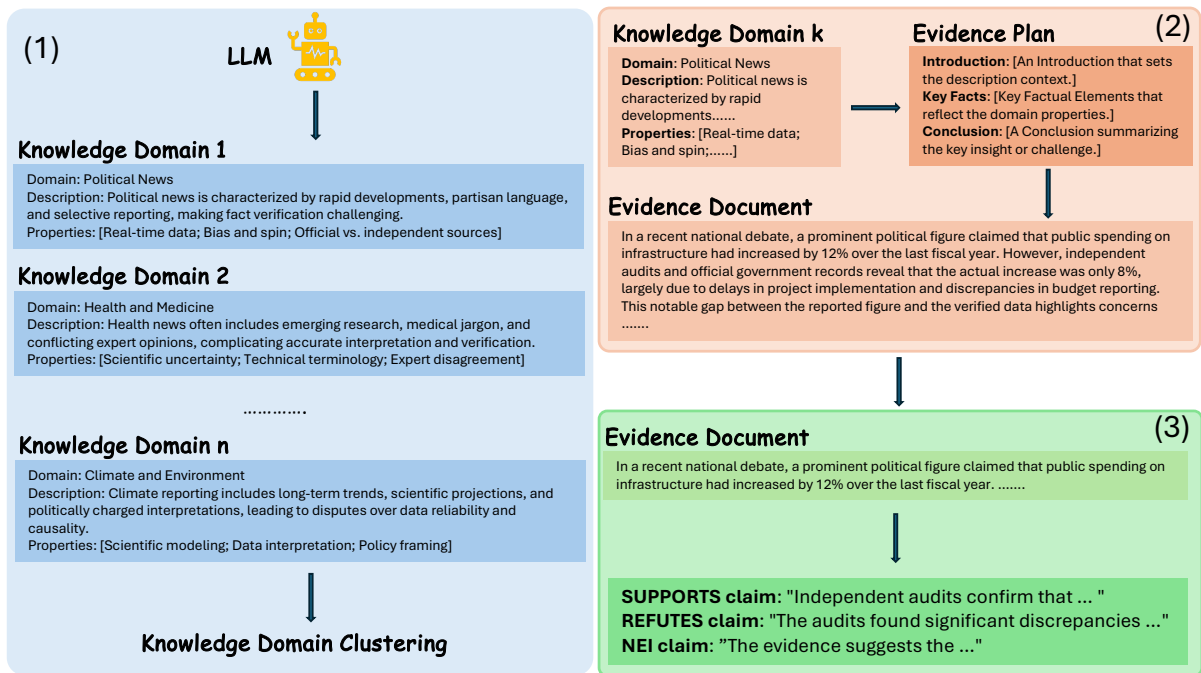 (1)
LLM
Knowledge Domain 1
Domain: Political News
Description: Political news is characterized by rapid developments, partisan language,
and selective reporting, making fact verification challenging.
Properties: [Real-time data; Bias and spin; Official vs. independent sources]
Knowledge Domain 2
Domain: Health and Medicine
Description: Health news often includes emerging research, medical jargon, and
conflicting expert opinions, complicating accurate interpretation and verification.
Properties: [Scientific uncertainty; Technical terminology; Expert disagreement]
.............
Knowledge Domain n
Domain: Climate and Environment
Description: Climate reporting includes long-term trends, scientific projections, and
politically charged interpretations, leading to disputes over data reliability and
causality.
Properties: [Scientific modeling; Data interpretation; Policy framing]
Knowledge Domain Clustering
(2)
Knowledge Domain k
Domain: Political News
Description: Political news is
characterized by rapid
developments......
Properties: [Real-time data;
Bias and spin;......]
Evidence Plan
Introduction: [An Introduction that sets
the description context.]
Key Facts: [Key Factual Elements that
reflect the domain properties.]
Conclusion: [A Conclusion summarizing
the key insight or challenge.]
Evidence Document
In a recent national debate, a prominent political figure claimed that public spending on
infrastructure had increased by 12% over the last fiscal year. However, independent
audits and official government records reveal that the actual increase was only 8%,
largely due to delays in project implementation and discrepancies in budget reporting.
This notable gap between the reported figure and the verified data highlights concerns
.......
(3)
Evidence Document
In a recent national debate, a prominent political figure claimed that public spending on
infrastructure had increased by 12% over the last fiscal year. .......
SUPPORTS claim: "Independent audits confirm that ... "
REFUTES claim: "The audits found significant discrepancies ..."
NEI claim: ”The evidence suggests the ..."